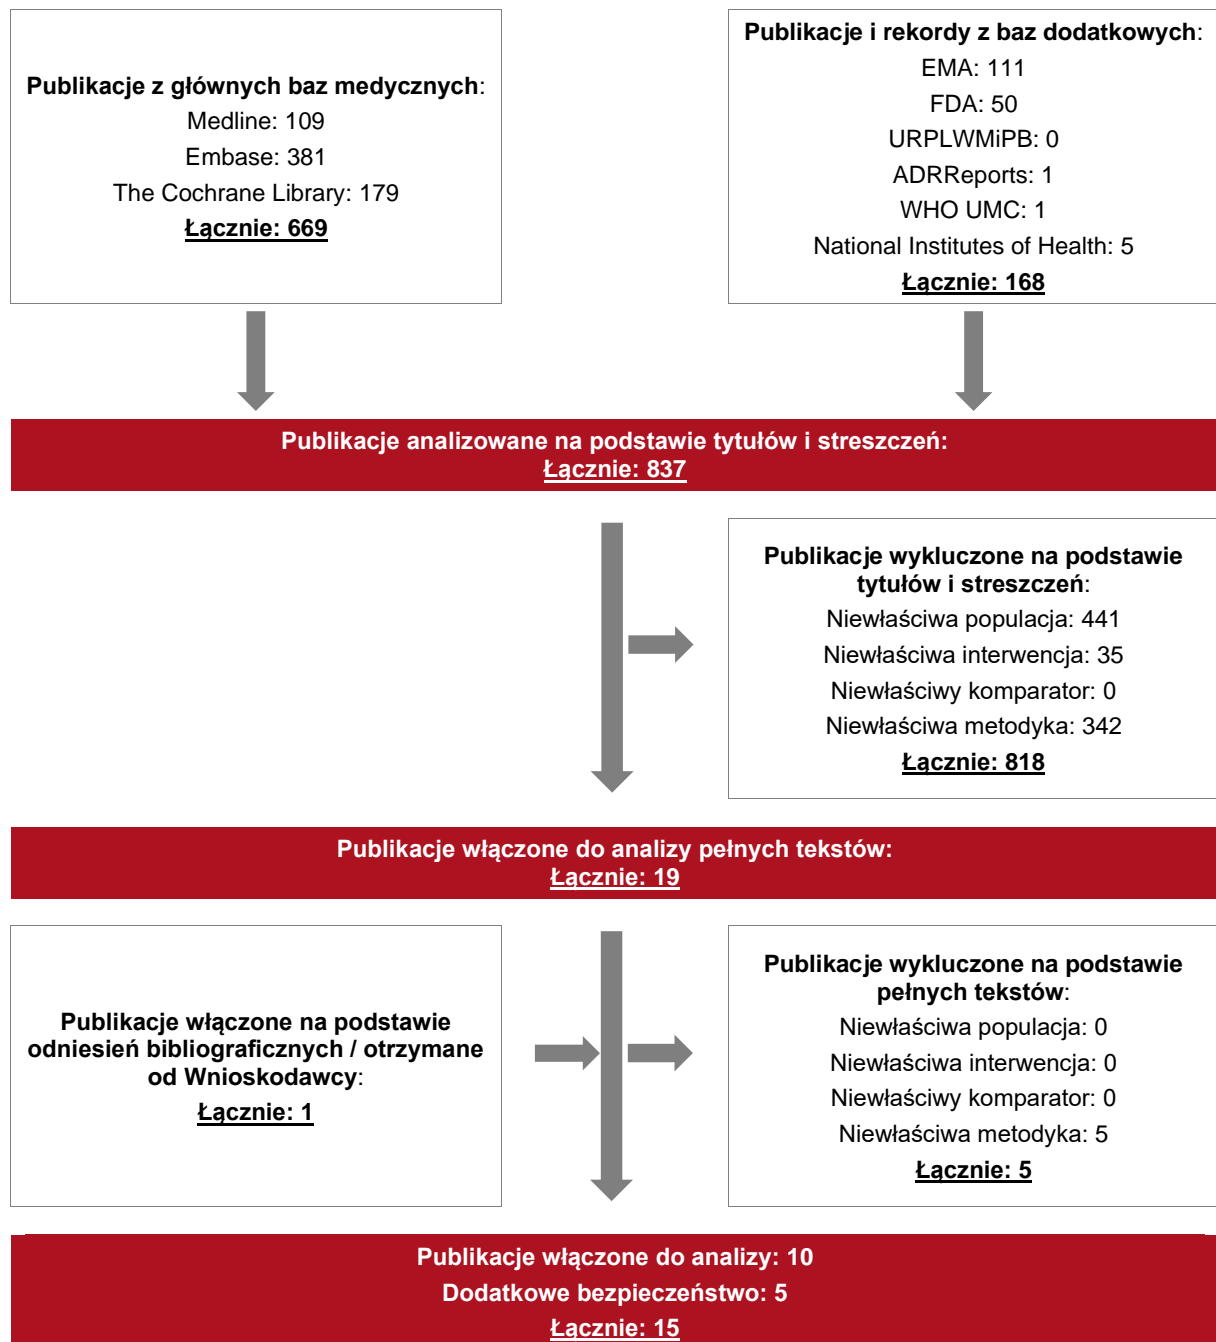 Publikacje z głównych baz medycznych:
Medline: 109
Embase: 381
The Cochrane Library: 179
Łącznie: 669
Publikacje i rekordy z baz dodatkowych:
EMA: 111
FDA: 50
URPLWMiPB: 0
ADRReports: 1
WHO UMC: 1
National Institutes of Health: 5
Łącznie: 168
Publikacje analizowane na podstawie tytułów i streszczeń:
Łącznie: 837
Publikacje wykluczone na podstawie
tytułów i streszczeń:
Niewłaściwa populacja: 441
Niewłaściwa interwencja: 35
Niewłaściwy komparator: 0
Niewłaściwa metodyka: 342
Łącznie: 818
Publikacje włączone do analizy pełnych tekstów:
Łącznie: 19
Publikacje włączone na podstawie
odniesień bibliograficznych / otrzymane
od Wnioskodawcy:
Łącznie: 1
Publikacje wykluczone na podstawie
pełnych tekstów:
Niewłaściwa populacja: 0
Niewłaściwa interwencja: 0
Niewłaściwy komparator: 0
Niewłaściwa metodyka: 5
Łącznie: 5
Publikacje włączone do analizy: 10
Dodatkowe bezpieczeństwo: 5
Łącznie: 15